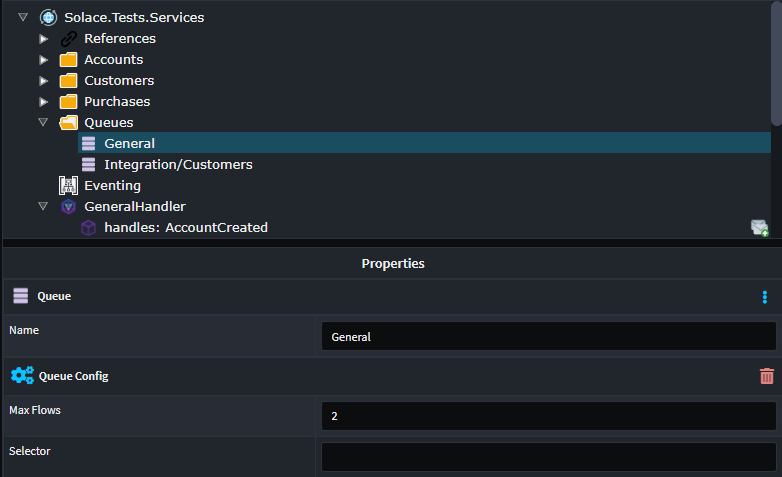 Solace.Tests.Services
References
Accounts
Customers
Purchases
Queues
General
Integration/Customers
Eventing
GeneralHandler
handles: AccountCreated
Properties
Queue
Name
General
Queue Config
Max Flows
2
Selector